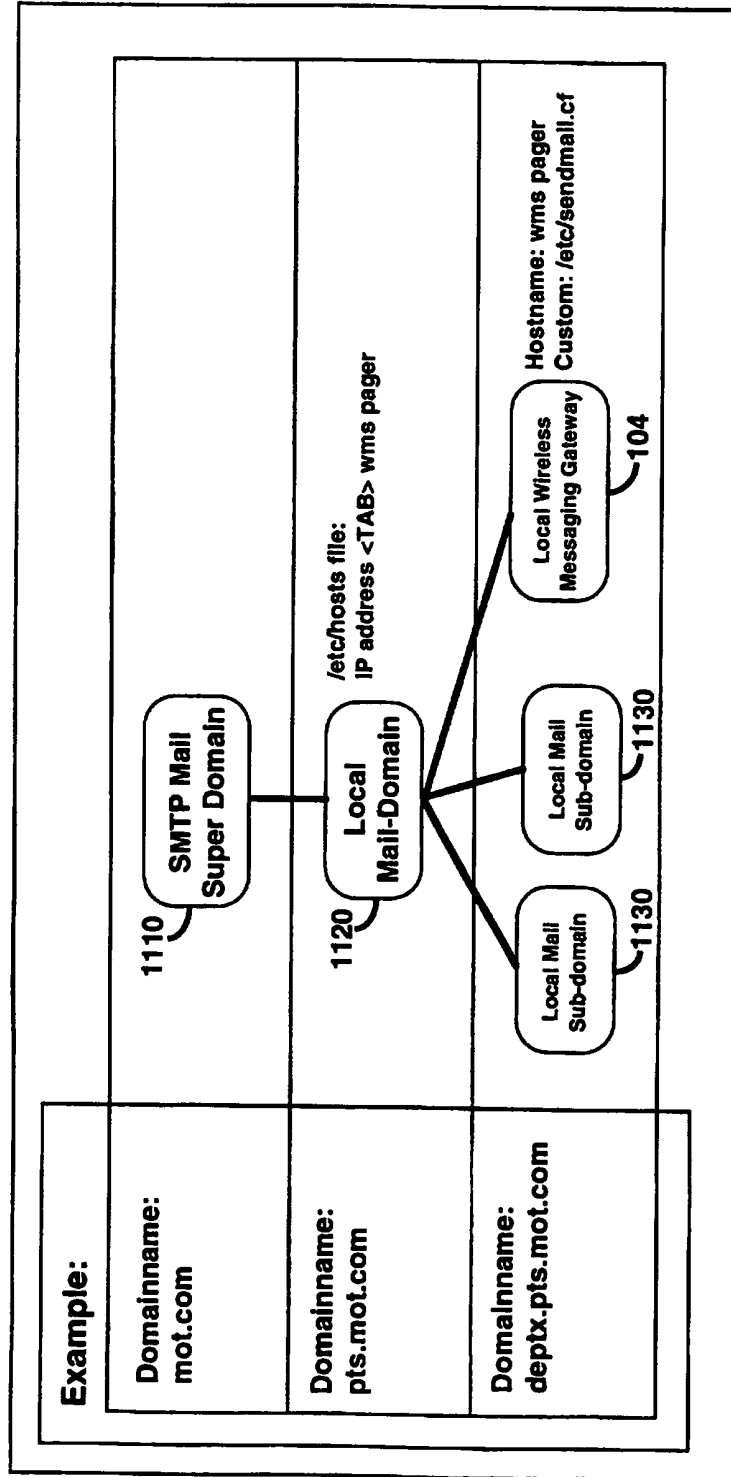 Example:
Domainname:
mot.com
1110
SMTP Mail
Super Domain
Domainname:
pts.mot.com
1120
Local
Mail-Domain
/etc/hosts file:
IP address <TAB> wms pager
Domainname:
deptx.pts.mot.com
Local Mail
Sub-domain
1130
Local Mail
Sub-domain
1130
Local Wireless
Messaging Gateway
104
Hostname: wms pager
Custom: /etc/sendmail.cf